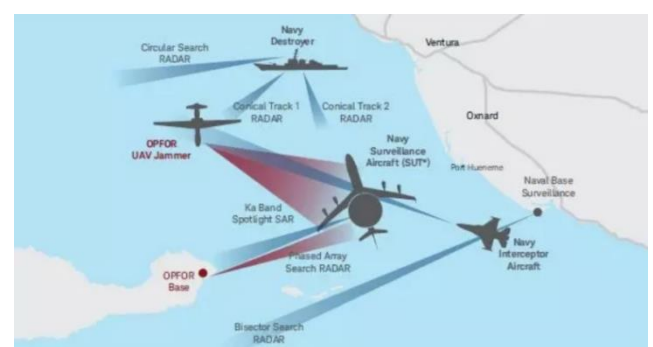 Navy
Destroyer
Circular Search
RADAR
Ventura
Conical Track 1
RADAR
Conical Track 2
RADAR
Oxnard
OPFOR
UAV Jammer
Navy
Surveillance
Aircraft (SUT*)
Port Hueneme
Naval Base
Surveillance
Ka Band
Spotlight SAR
Navy
Interceptor
Aircraft
Phased Array
Search RADAR
OPFOR
Base
Bisector Search
RADAR